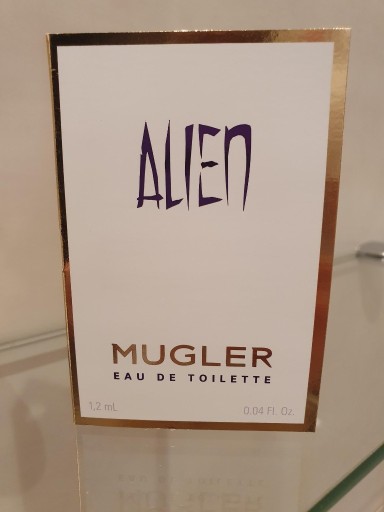 ALIEN
MUGLER
EAU DE TOILETTE
1,2 mL 0.04 Fl. Oz.